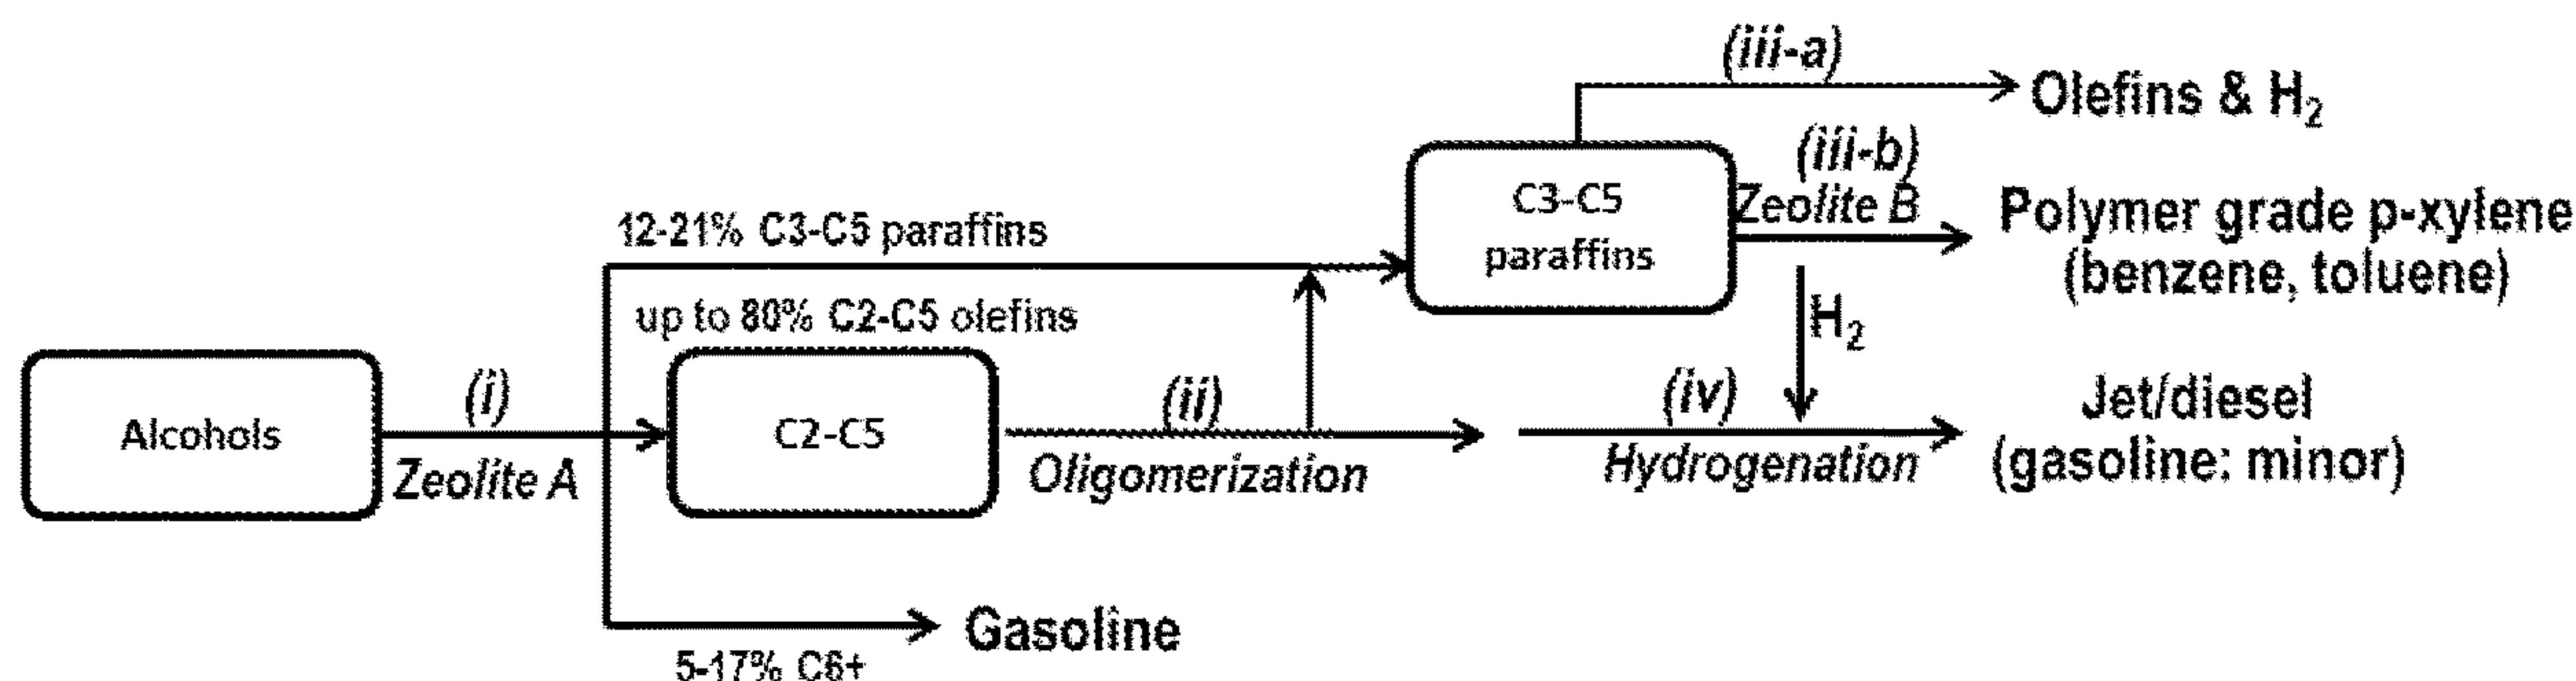 (iii-a)
Olefins & H2
(iii-b)
Zeolite B
C3-C5
paraffins
Polymer grade p-xylene
(benzene, toluene)
12-21% C3-C5 paraffins
up to 80% C2-C5 olefins
H2
Alcohols
(i)
Zeolite A
C2-C5
(ii)
Oligomerization
(iv)
Hydrogenation
Jet/diesel
(gasoline: minor)
Gasoline
5-17% C6+